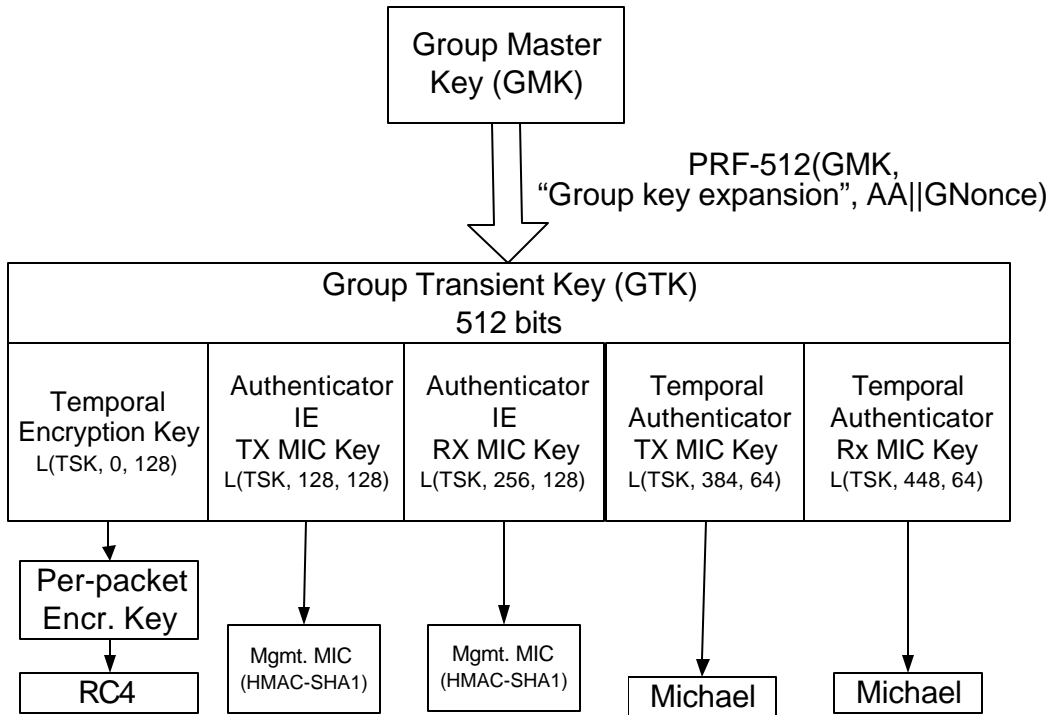 Group Master
Key (GMK)
PRF-512(GMK,
“Group key expansion”, AA||GNonce)
Group Transient Key (GTK)
512 bits
Temporal
Encryption Key
L(TSK, 0, 128)
Authenticator
IE
TX MIC Key
L(TSK, 128, 128)
Authenticator
IE
RX MIC Key
L(TSK, 256, 128)
Temporal
Authenticator
TX MIC Key
L(TSK, 384, 64)
Temporal
Authenticator
Rx MIC Key
L(TSK, 448, 64)
Per-packet
Encr. Key
RC4
Mgmt. MIC
(HMAC-SHA1)
Mgmt. MIC
(HMAC-SHA1)
Michael
Michael